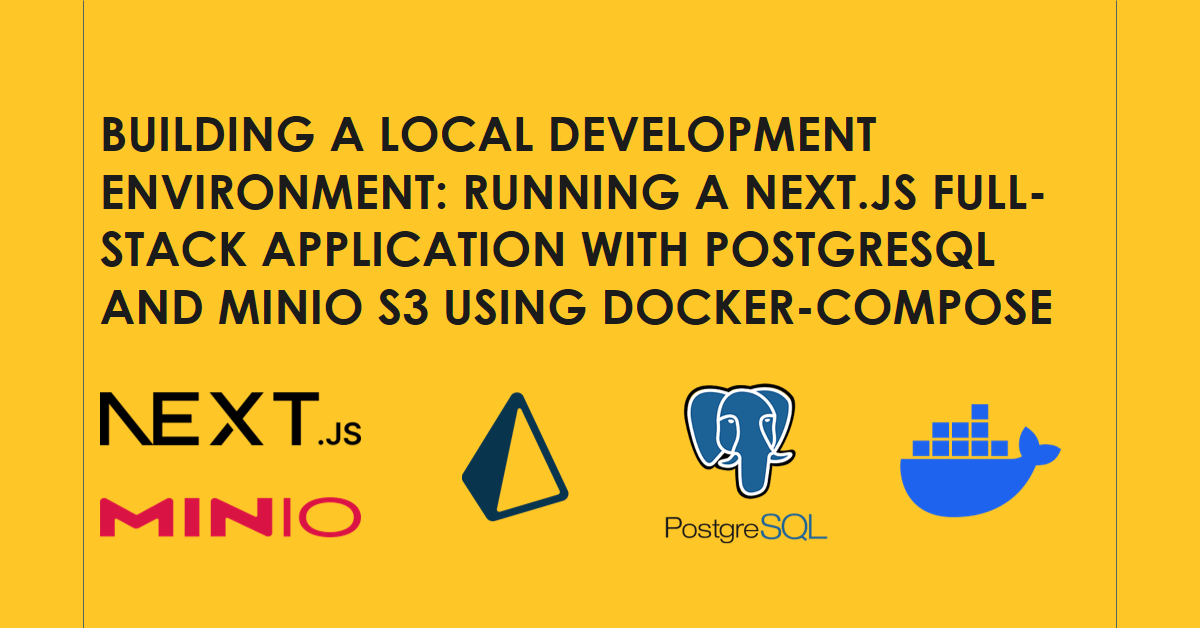 BUILDING A LOCAL DEVELOPMENT
ENVIRONMENT: RUNNING A NEXT.JS FULL-
STACK APPLICATION WITH POSTGRESQL
AND MINIO S3 USING DOCKER-COMPOSE
NEXT.JS
MINIO
PostgreSQL